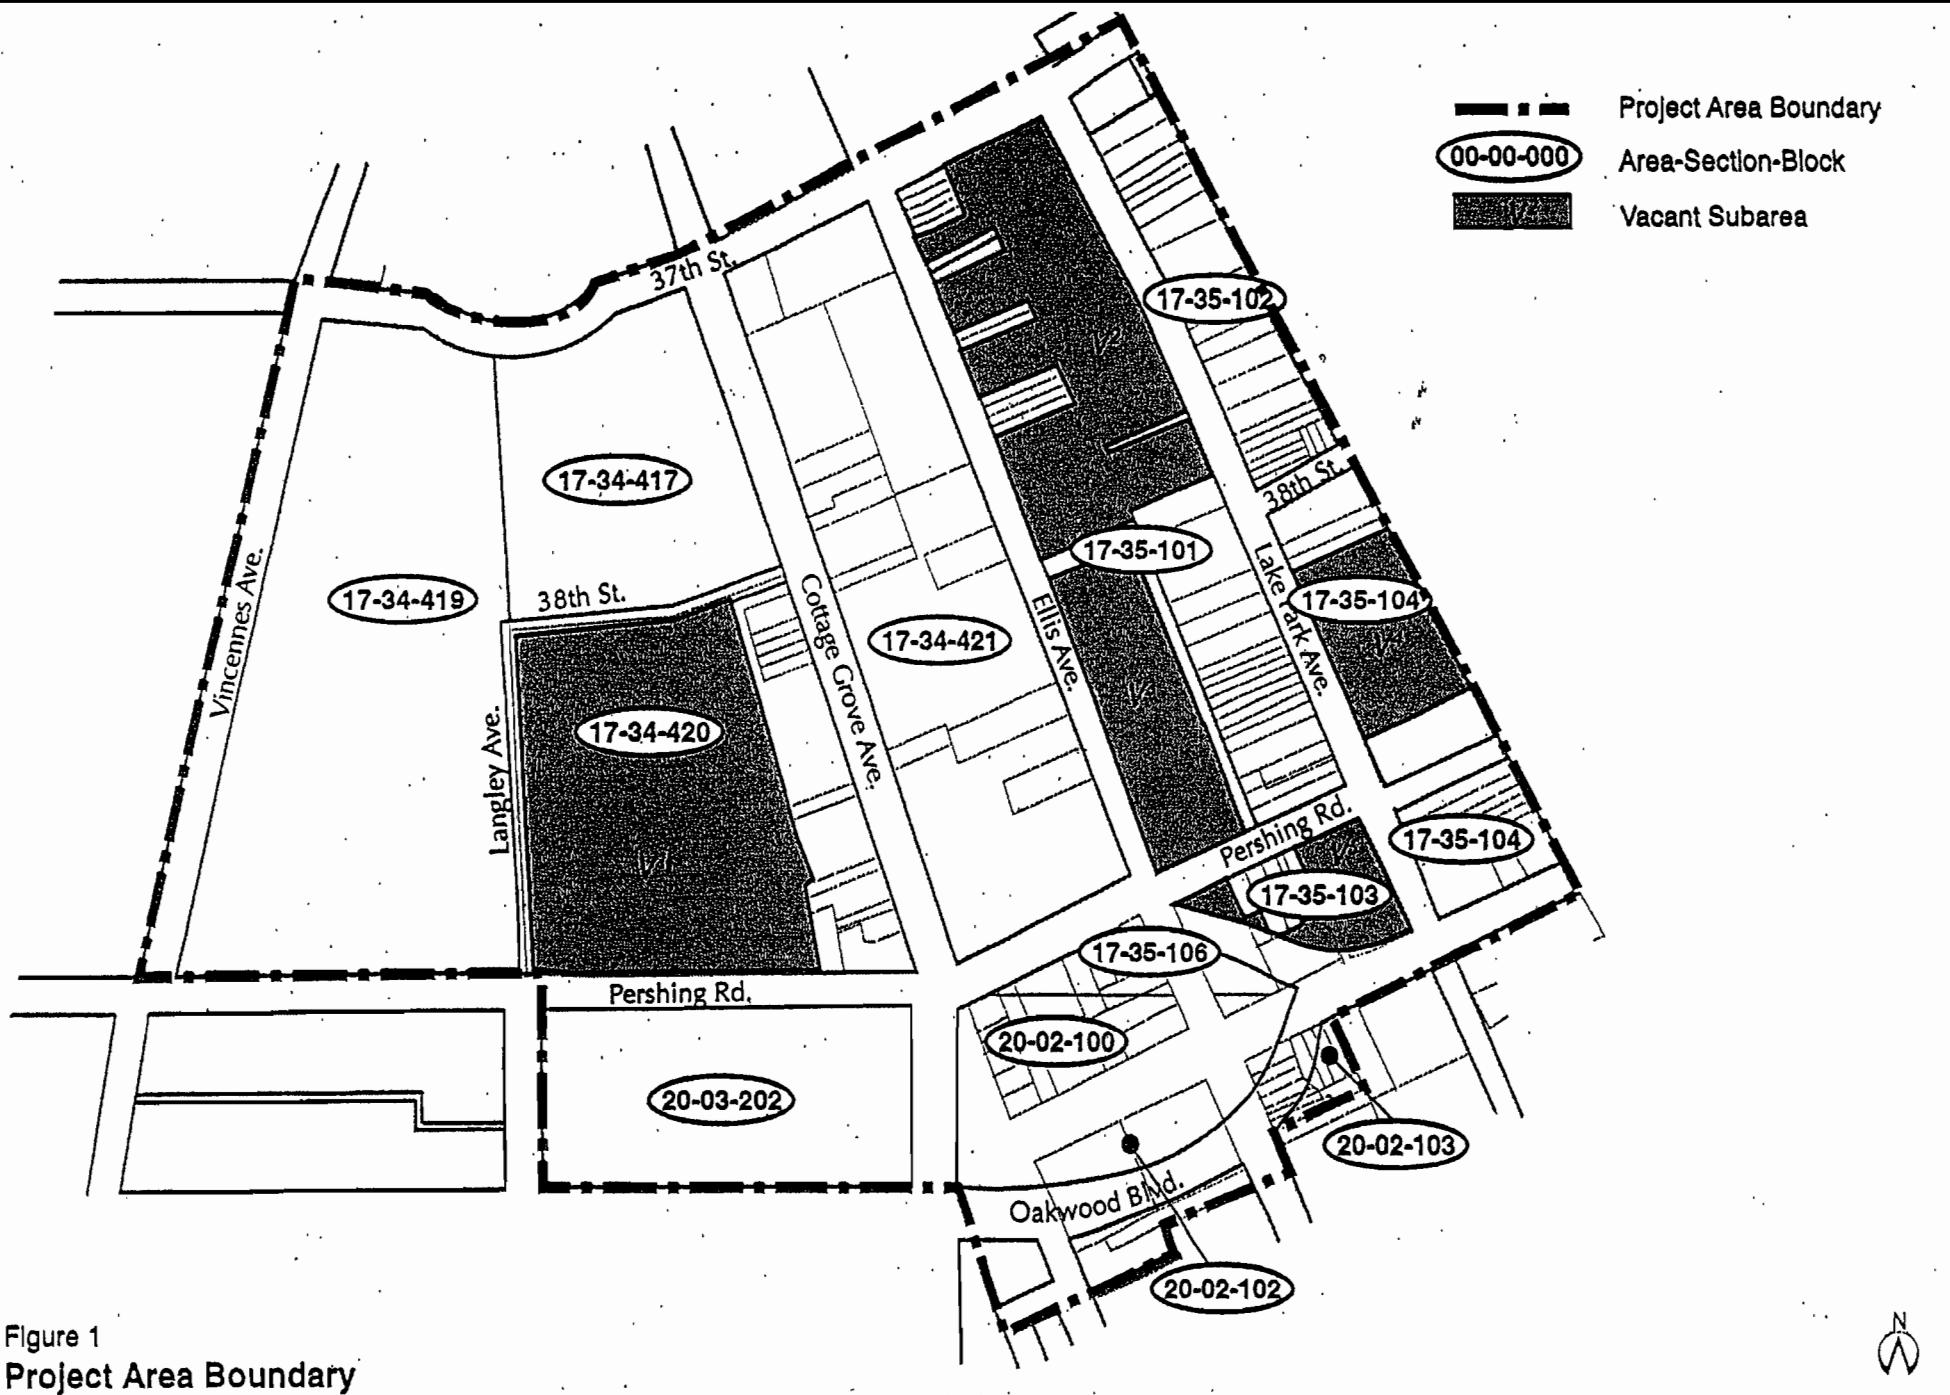 Project Area Boundary
00-00-000
Area-Section-Block
Vacant Subarea
37th St.
17-35-102
V2
17-34-417
38th St.
17-35-101
Vincennes Ave.
17-34-419
38th St.
Cottage Grove Ave.
17-34-421
Ellis Ave.
Lake Park Ave.
17-35-104
Langley Ave.
17-34-420
V1
Pershing Rd.
17-35-104
17-35-103
17-35-106
Pershing Rd.
20-02-100
20-03-202
20-02-103
Oakwood Blvd.
20-02-102
Figure 1
Project Area Boundary
N